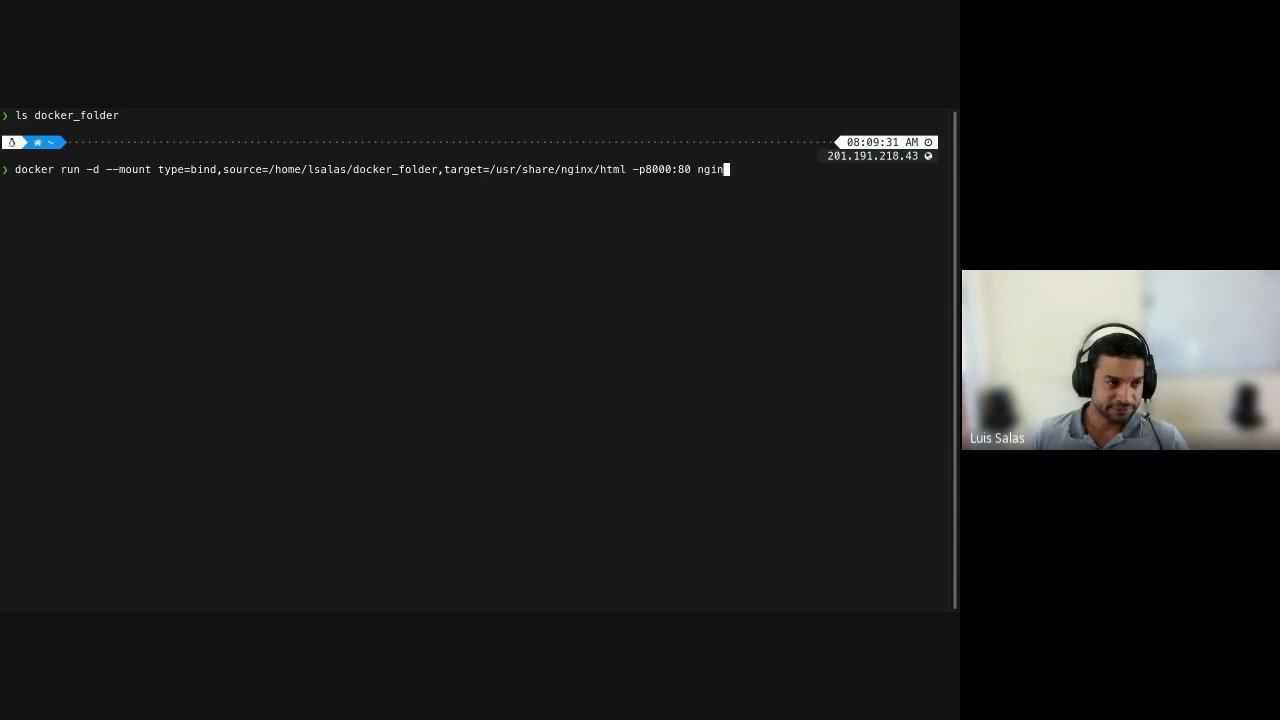 ❯ ls docker_folder
~ 08:09:31 AM
201.191.218.43
❯ docker run -d --mount type=bind,source=/home/lsalas/docker_folder,target=/usr/share/nginx/html -p8000:80 ngin
Luis Salas